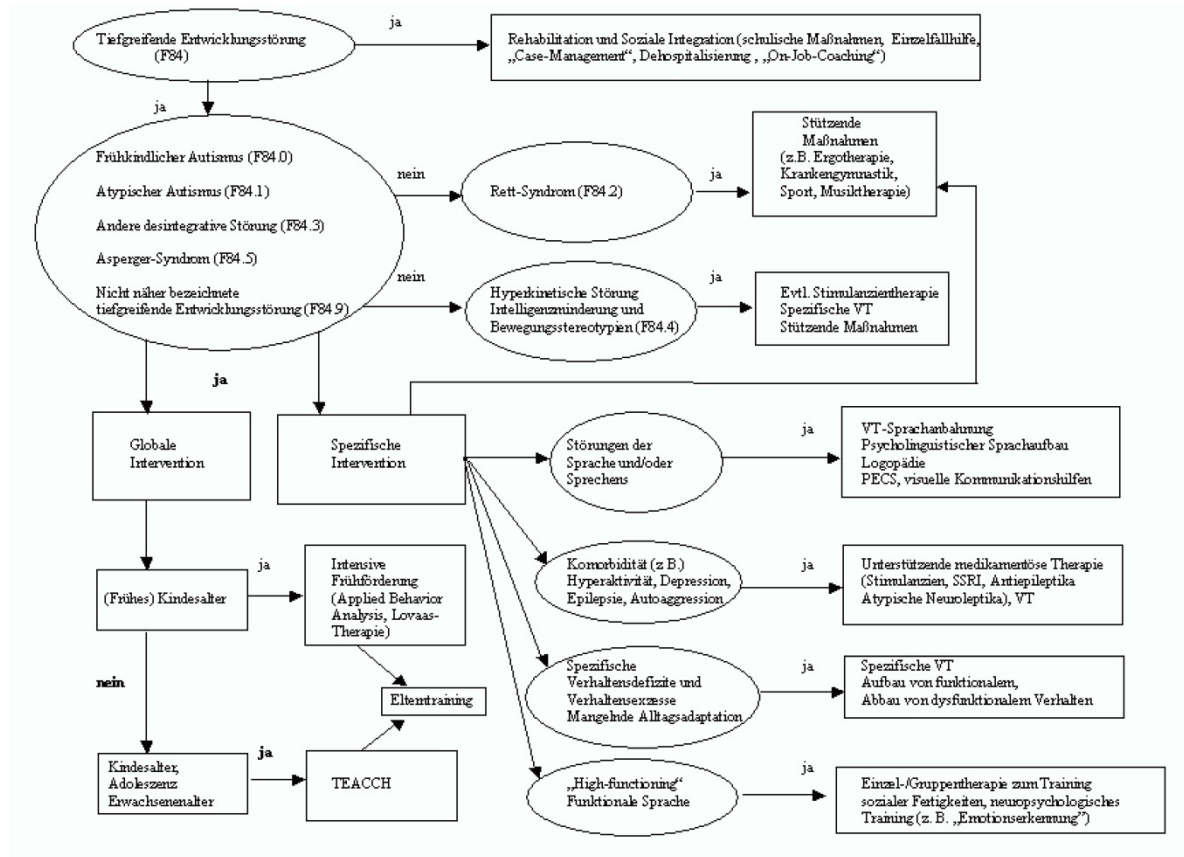 Tiefgreifende Entwicklungsstörung
(F84)
ja
Rehabilitation und Soziale Integration (schulische Maßnahmen, Einzelfallhilfe,
„Case-Management“, Dehospitalisierung , „On-Job-Coaching“)
ja
Frühkindlicher Autismus (F84.0)
Atypischer Autismus (F84.1)
Andere desintegrative Störung (F84.3)
Asperger-Syndrom (F84.5)
Nicht näher bezeichnete
tiefgreifende Entwicklungsstörung (F84.9)
nein
Rett-Syndrom (F84.2)
ja
Stützende
Maßnahmen
(z.B. Ergotherapie,
Krankengymnastik,
Sport, Musiktherapie)
nein
Hyperkinetische Störung
Intelligenzminderung und
Bewegungsstereotypien (F84.4)
ja
Evtl. Stimulanzientherapie
Spezifische VT
Stützende Maßnahmen
ja
Globale
Intervention
Spezifische
Intervention
Störungen der
Sprache und/oder
Sprechens
ja
VT-Sprachanbahnung
Psycholinguistischer Sprachaufbau
Logopädie
PECS, visuelle Kommunikationshilfen
(Frühes) Kindesalter
ja
Intensive
Frühförderung
(Applied Behavior
Analysis, Lovaas-
Therapie)
Komorbidität (z B.)
Hyperaktivität, Depression,
Epilepsie, Autoaggression
ja
Unterstützende medikamentöse Therapie
(Stimulanzien, SSRI, Antiepileptika
Atypische Neuroleptika), VT
nein
Elterntraining
Spezifische
Verhaltensdefizite und
Verhaltensexzesse
Mangelnde Alltagsadaptation
ja
Spezifische VT
Aufbau von funktionalem,
Abbau von dysfunktionalem Verhalten
Kindesalter,
Adoleszenz
Erwachsenenalter
ja
TEACCH
„High-functioning“
Funktionale Sprache
ja
Einzel-/Gruppentherapie zum Training
sozialer Fertigkeiten, neuropsychologisches
Training (z. B. „Emotionserkennung“)